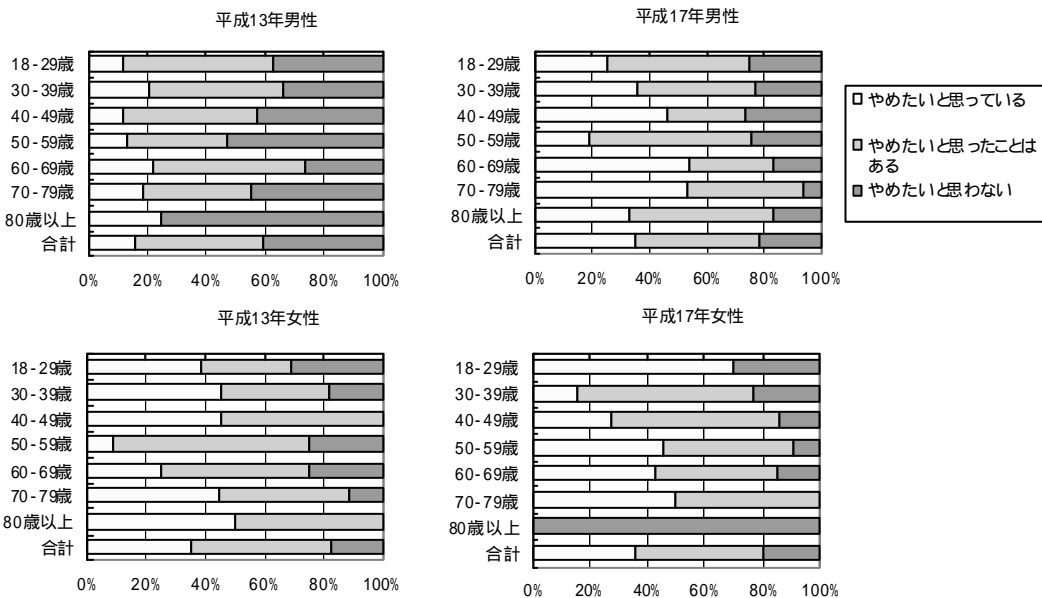 平成13年男性
18-29歳
30-39歳
40-49歳
50-59歳
60-69歳
70-79歳
80歳以上
合計
0% 20% 40% 60% 80% 100%
平成17年男性
18-29歳
30-39歳
40-49歳
50-59歳
60-69歳
70-79歳
80歳以上
合計
0% 20% 40% 60% 80% 100%
やめたいと思っている
やめたいと思ったことは
ある
やめたいと思わない
平成13年女性
18-29歳
30-39歳
40-49歳
50-59歳
60-69歳
70-79歳
80歳以上
合計
0% 20% 40% 60% 80% 100%
平成17年女性
18-29歳
30-39歳
40-49歳
50-59歳
60-69歳
70-79歳
80歳以上
合計
0% 20% 40% 60% 80% 100%